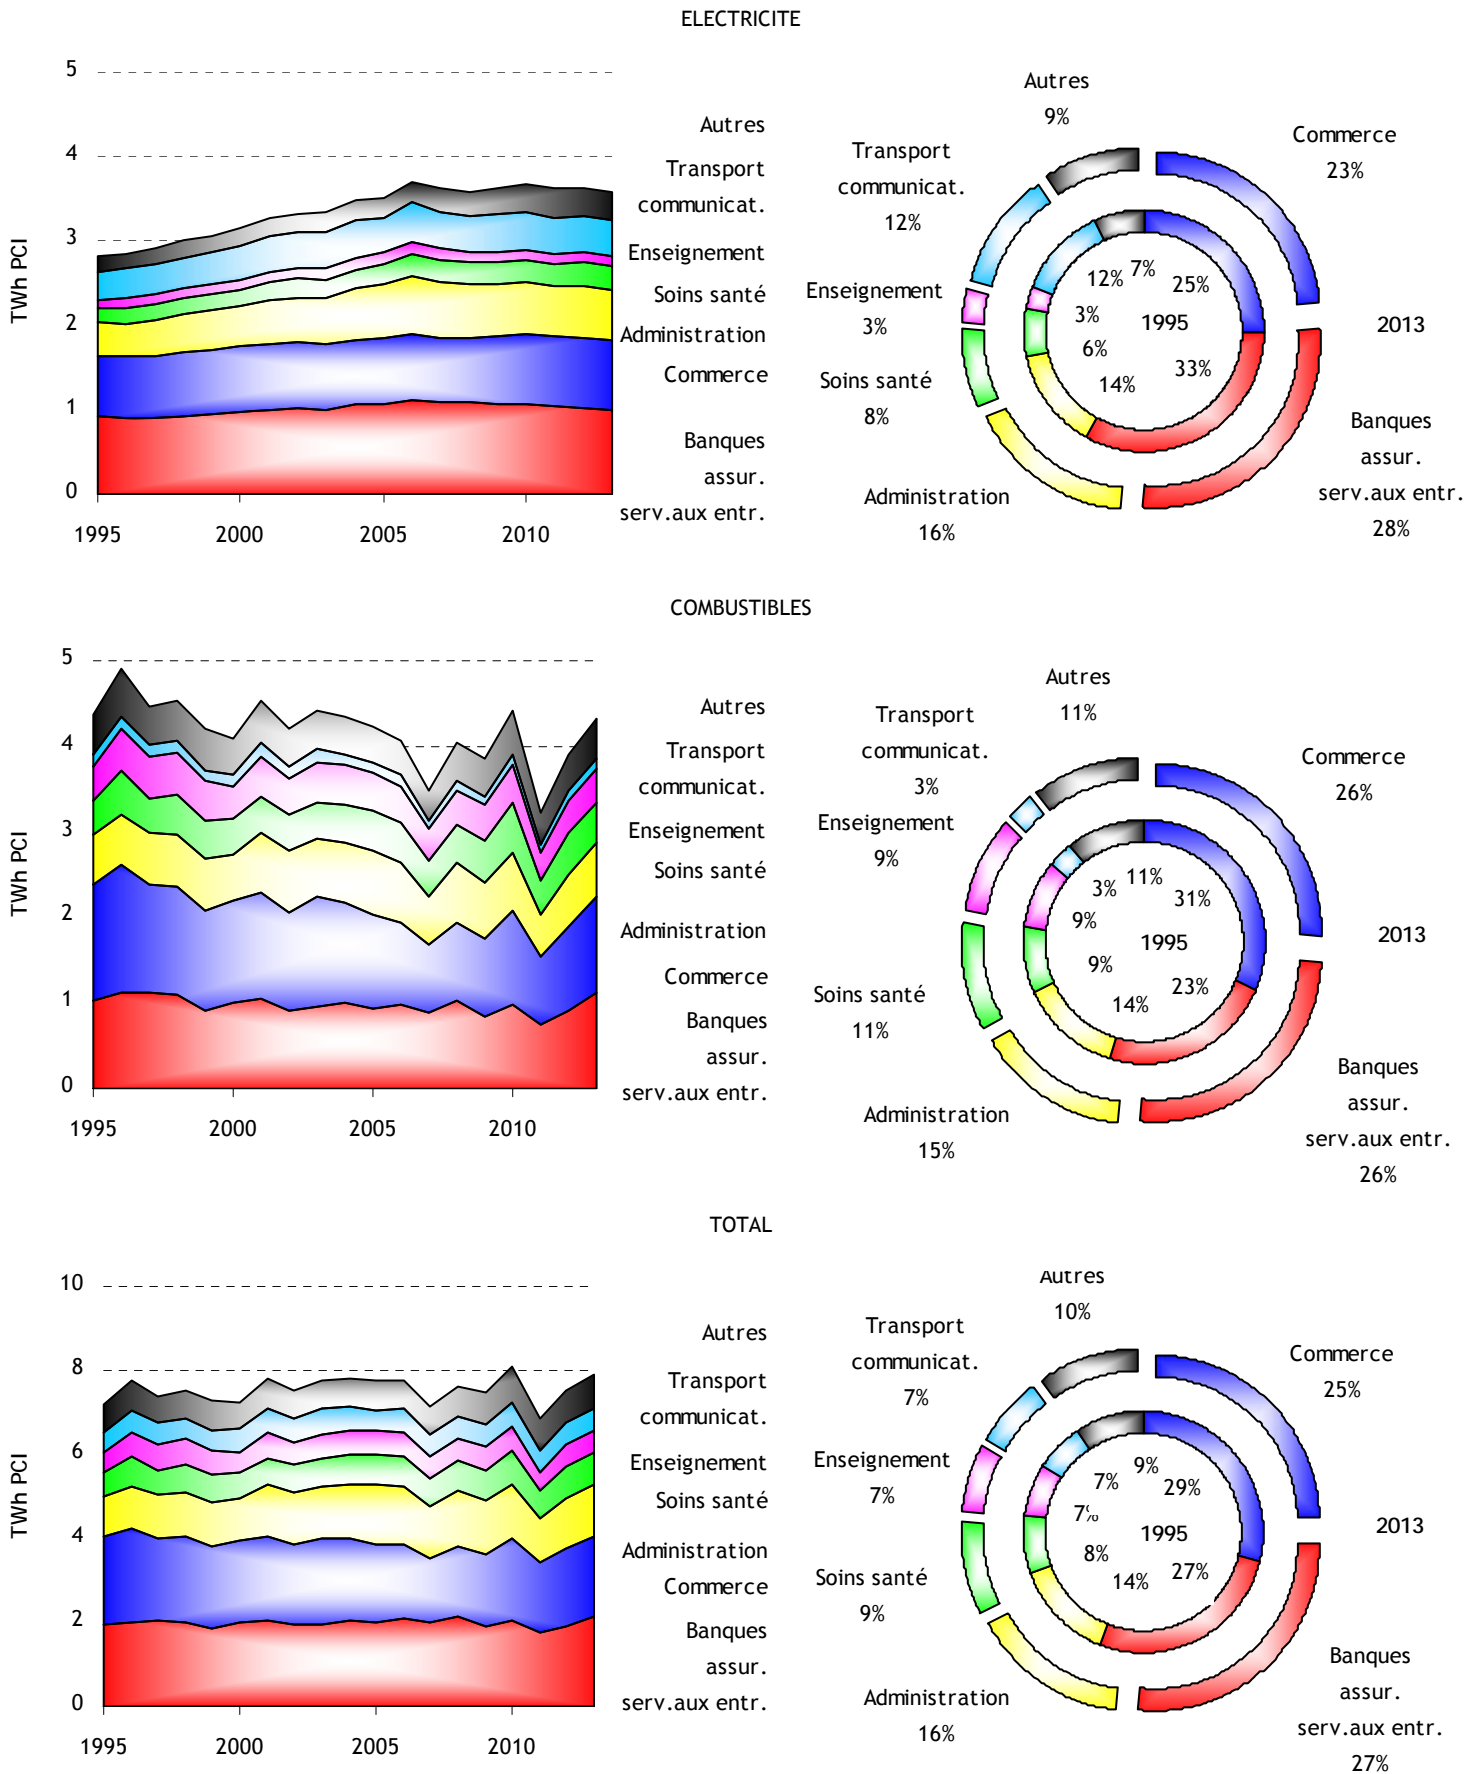 ELECTRICITE
TWh PCI
5
4
3
2
1
0
1995
2000
2005
2010
Autres
Transport
communicat.
Enseignement
Soins santé
Administration
Commerce
Banques
assur.
serv.aux entr.
Autres
9%
Commerce
23%
Transport
communicat.
12%
Enseignement
3%
Soins santé
8%
Administration
16%
Banques
assur.
serv.aux entr.
28%
2013
12%
7%
25%
3%
1995
6%
33%
14%
COMBUSTIBLES
TWh PCI
5
4
3
2
1
0
1995
2000
2005
2010
Autres
Transport
communicat.
Enseignement
Soins santé
Administration
Commerce
Banques
assur.
serv.aux entr.
Autres
11%
Transport
communicat.
3%
Commerce
26%
Enseignement
9%
Soins santé
11%
Administration
15%
Banques
assur.
serv.aux entr.
26%
2013
3%
11%
31%
9%
1995
9%
23%
14%
TOTAL
TWh PCI
10
8
6
4
2
0
1995
2000
2005
2010
Autres
Transport
communicat.
Enseignement
Soins santé
Administration
Commerce
Banques
assur.
serv.aux entr.
Autres
10%
Transport
communicat.
7%
Commerce
25%
Enseignement
7%
Soins santé
9%
Administration
16%
Banques
assur.
serv.aux entr.
27%
2013
7%
9%
29%
7%
1995
8%
27%
14%